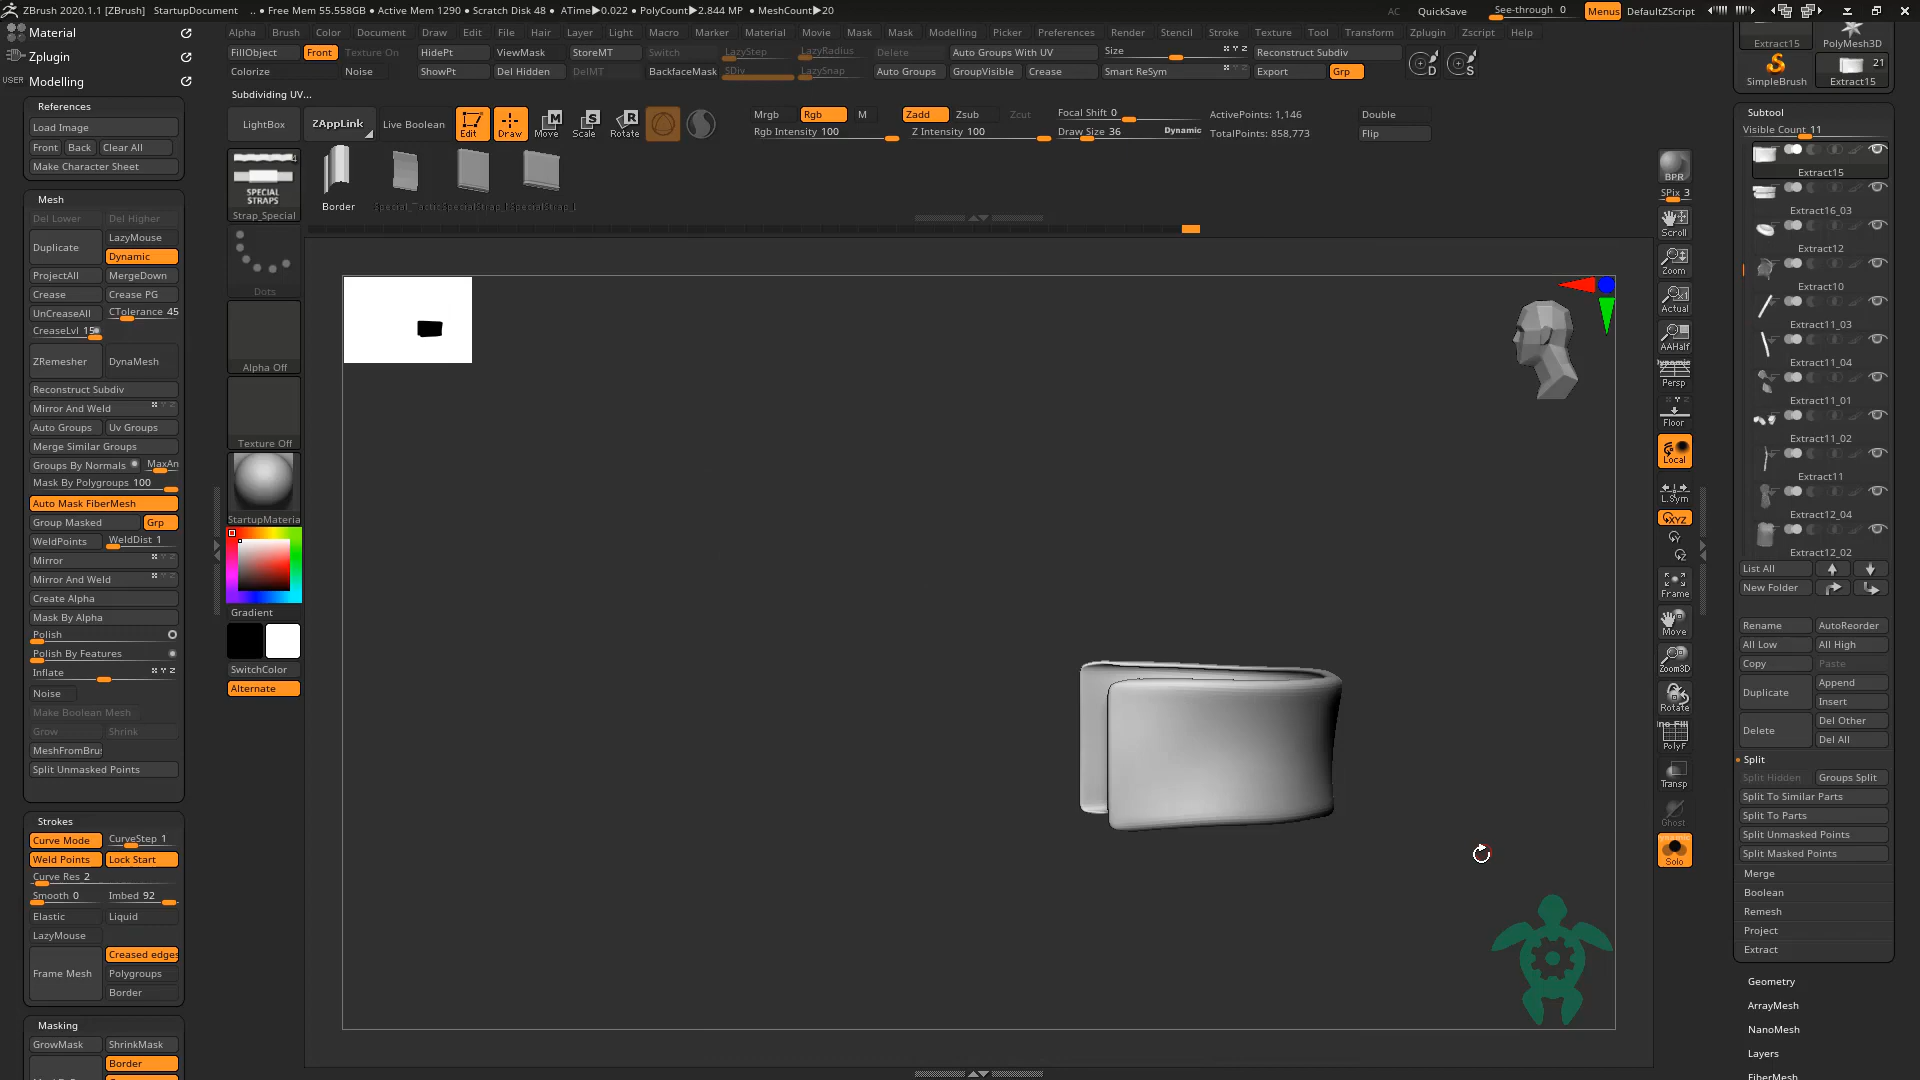 ZBrush 2020.1.1 [ZBrush] StartupDocument .. • Free Mem 55.558GB • Active Mem 1290 • Scratch Disk 48 • ATime▶0.022 • PolyCount▶2.844 MP • MeshCount▶20 AC QuickSave See-through 0 Menus DefaultZScript
Material
Zplugin
USER Modelling
Alpha Brush Color Document Draw Edit File Hair Layer Light Macro Marker Material Movie Mask Mask Modelling Picker Preferences Render Stencil Stroke Texture Tool Transform Zplugin Zscript Help
FillObject Front Texture On HidePt ViewMask StoreMT Switch LazyStep LazyRadius Delete Auto Groups With UV Size Reconstruct Subdiv
Colorize Noise ShowPt Del Hidden DelMT BackfaceMask SDiv LazySnap Auto Groups GroupVisible Crease Smart ReSym Export Grp
Subdividing UV...
LightBox ZAppLink Live Boolean Edit Draw Move Scale Rotate
Mrgb Rgb M Zadd Zsub Zcut Focal Shift 0 ActivePoints: 1,146 Double
Rgb Intensity 100 Z Intensity 100 Draw Size 36 Dynamic TotalPoints: 858,773 Flip
References
Load Image
Front Back Clear All
Make Character Sheet
Mesh
Del Lower Del Higher
Duplicate LazyMouse
Dynamic
ProjectAll MergeDown
Crease Crease PG
UnCreaseAll CTolerance 45
CreaseLvl 15
ZRemesher DynaMesh
Reconstruct Subdiv
Mirror And Weld
Auto Groups Uv Groups
Merge Similar Groups
Groups By Normals MaxAn
Mask By Polygroups 100
Auto Mask FiberMesh
Group Masked Grp
WeldPoints WeldDist 1
Mirror
Mirror And Weld
Create Alpha
Mask By Alpha
Polish
Polish By Features
Inflate
Noise
Make Boolean Mesh
Grow Shrink
MeshFromBrus
Split Unmasked Points
Strokes
Curve Mode CurveStep 1
Weld Points Lock Start
Curve Res 2
Smooth 0 Imbed 92
Elastic Liquid
LazyMouse
Frame Mesh Creased edges
Polygroups
Border
Masking
GrowMask ShrinkMask
Border
4
SPECIAL
STRAPS
Strap_Special
Border
Dots
Alpha Off
Texture Off
StartupMateria
Gradient
SwitchColor
Alternate
BPR
SPix 3
Scroll
Zoom
Actual
AAHalf
Dynamic
Persp
Floor
Local
L.Sym
XYZ
Frame
Move
Zoom3D
Rotate
PolyF
Transp
Ghost
Dynamic
Solo
Extract15 PolyMesh3D
21
SimpleBrush Extract15
Subtool
Visible Count 11
Extract15
Extract16_03
Extract12
Extract10
Extract11_03
Extract11_04
Extract11_01
Extract11_02
Extract11
Extract12_04
Extract12_02
List All
New Folder
Rename AutoReorder
All Low All High
Copy Paste
Duplicate Append
Insert
Delete Del Other
Del All
Split
Split Hidden Groups Split
Split To Similar Parts
Split To Parts
Split Unmasked Points
Split Masked Points
Merge
Boolean
Remesh
Project
Extract
Geometry
ArrayMesh
NanoMesh
Layers
FiberMesh